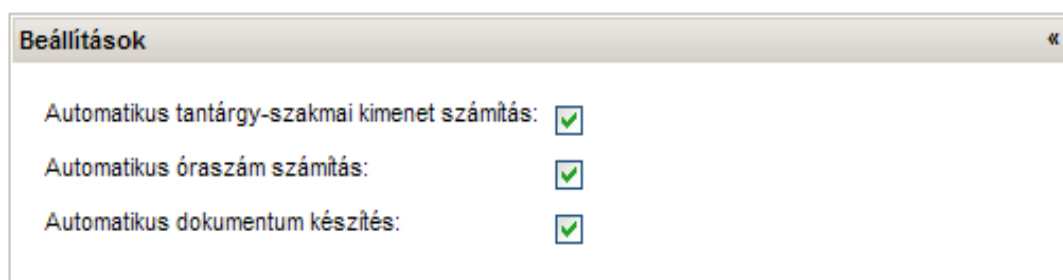 Beállítások «
Automatikus tantárgy-szakmai kimenet számítás:
Automatikus óraszám számítás:
Automatikus dokumentum készítés: